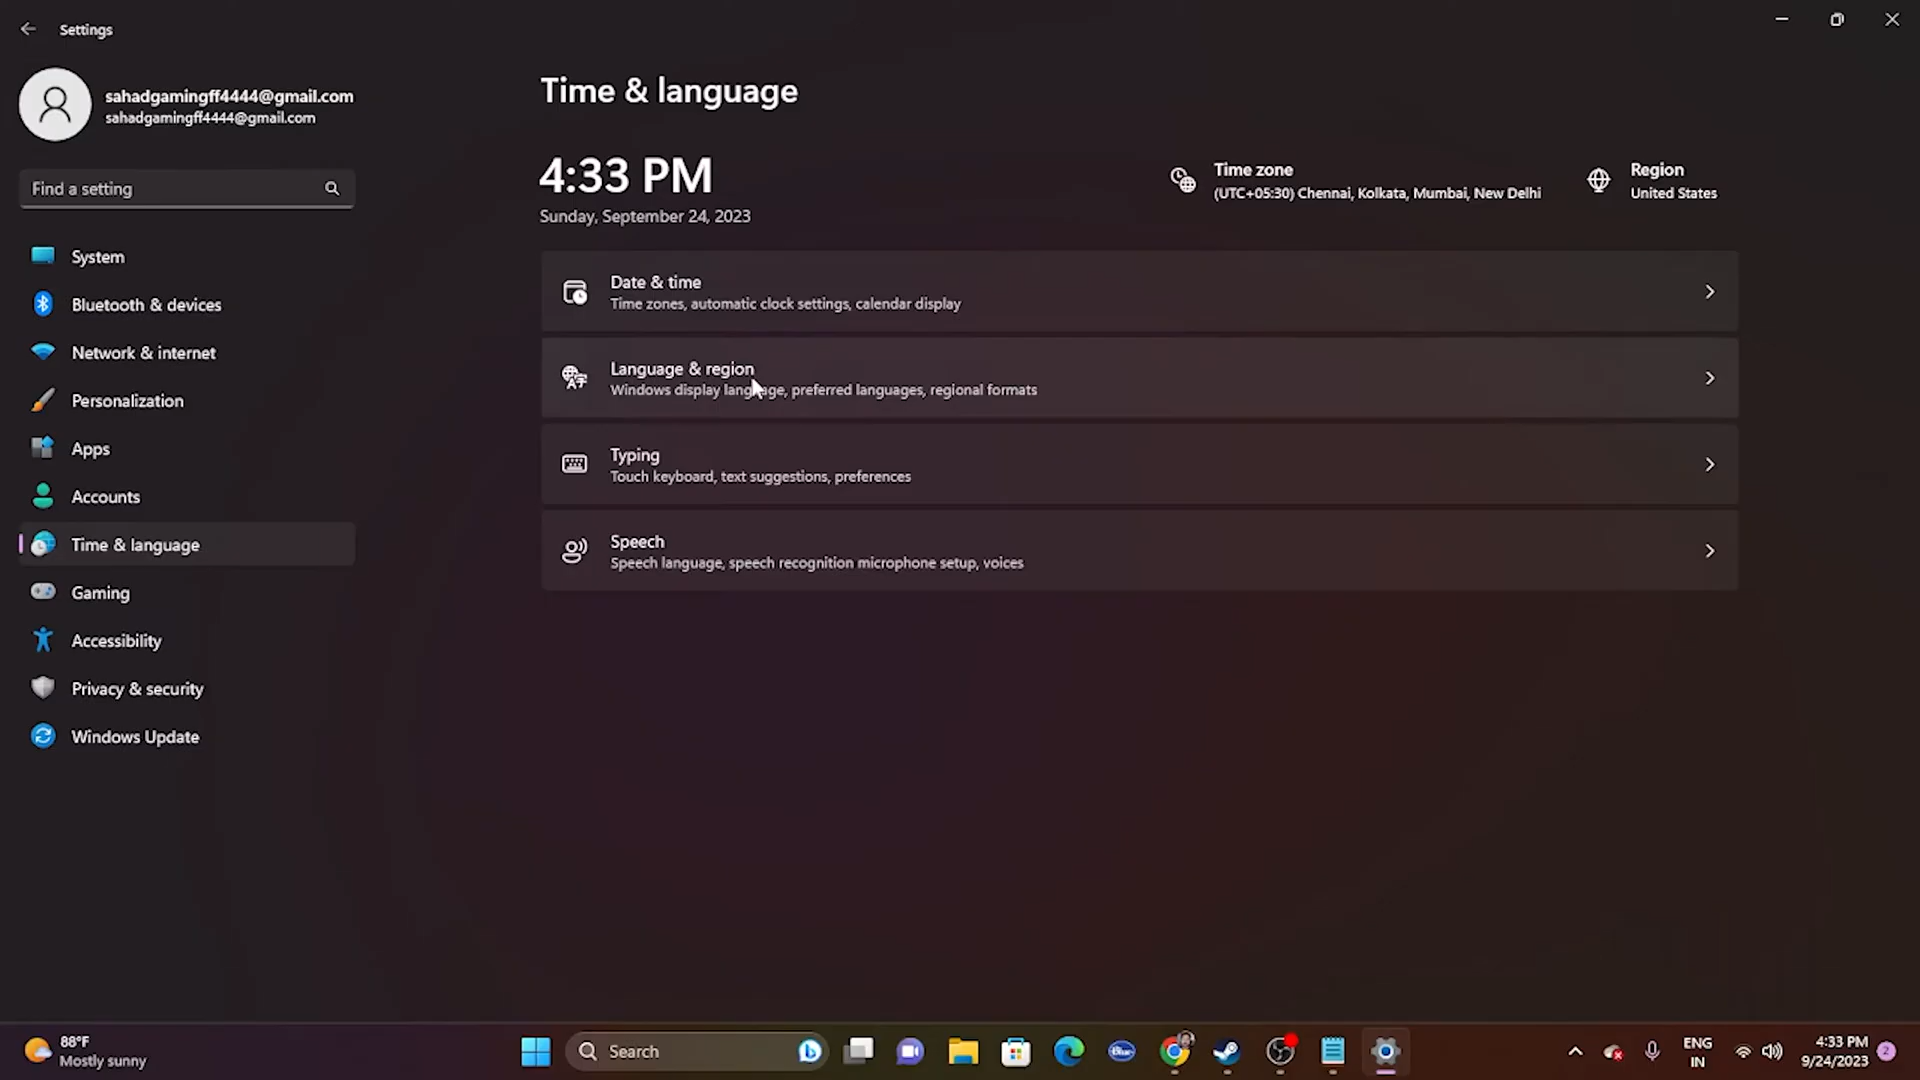 Settings
sahadgamingff4444@gmail.com
sahadgamingff4444@gmail.com
Find a setting
System
Bluetooth & devices
Network & internet
Personalization
Apps
Accounts
Time & language
Gaming
Accessibility
Privacy & security
Windows Update
Time & language
4:33 PM
Sunday, September 24, 2023
Time zone
(UTC+05:30) Chennai, Kolkata, Mumbai, New Delhi
Region
United States
Date & time
Time zones, automatic clock settings, calendar display
Language & region
Windows display language, preferred languages, regional formats
Typing
Touch keyboard, text suggestions, preferences
Speech
Speech language, speech recognition microphone setup, voices
88°F
Mostly sunny
Search
ENG
IN
4:33 PM
9/24/2023
2